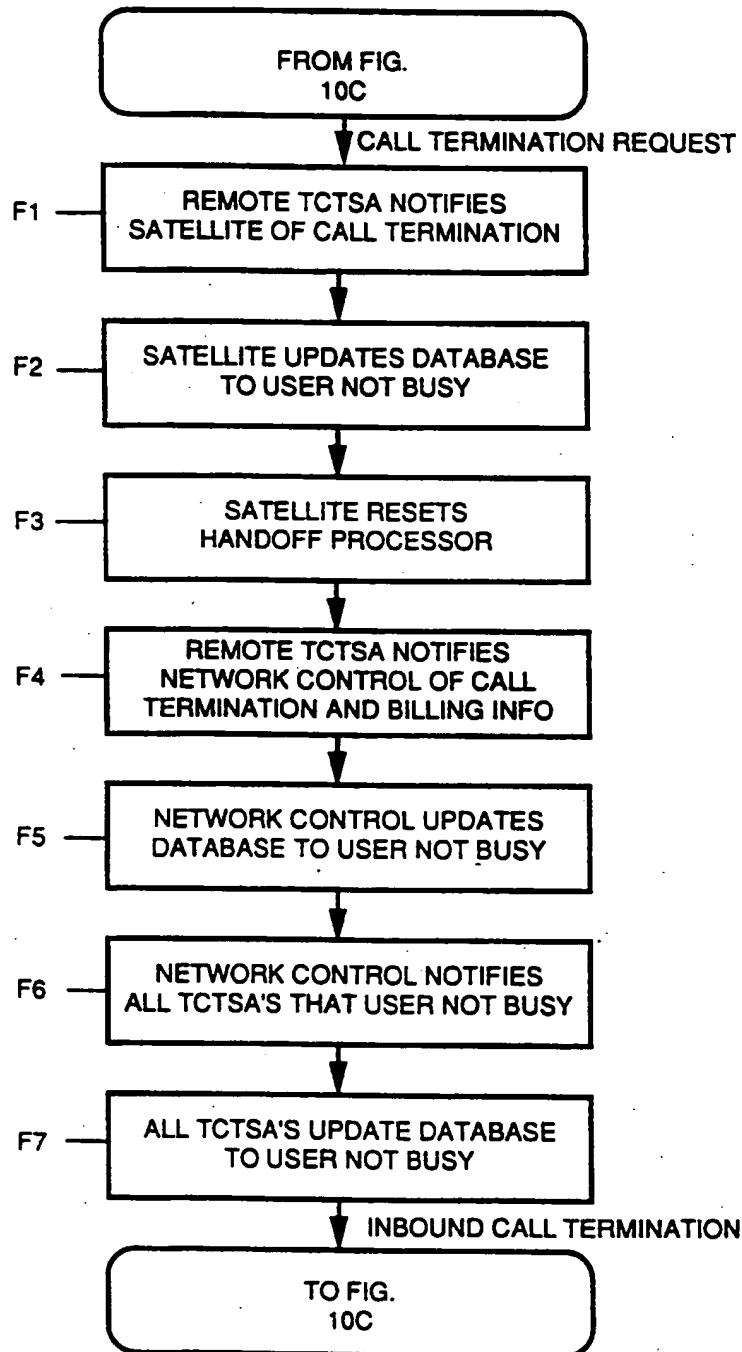 FROM FIG.
10C
CALL TERMINATION REQUEST
F1
REMOTE TCTSA NOTIFIES
SATELLITE OF CALL TERMINATION
F2
SATELLITE UPDATES DATABASE
TO USER NOT BUSY
F3
SATELLITE RESETS
HANDOFF PROCESSOR
F4
REMOTE TCTSA NOTIFIES
NETWORK CONTROL OF CALL
TERMINATION AND BILLING INFO
F5
NETWORK CONTROL UPDATES
DATABASE TO USER NOT BUSY
F6
NETWORK CONTROL NOTIFIES
ALL TCTSA'S THAT USER NOT BUSY
F7
ALL TCTSA'S UPDATE DATABASE
TO USER NOT BUSY
INBOUND CALL TERMINATION
TO FIG.
10C